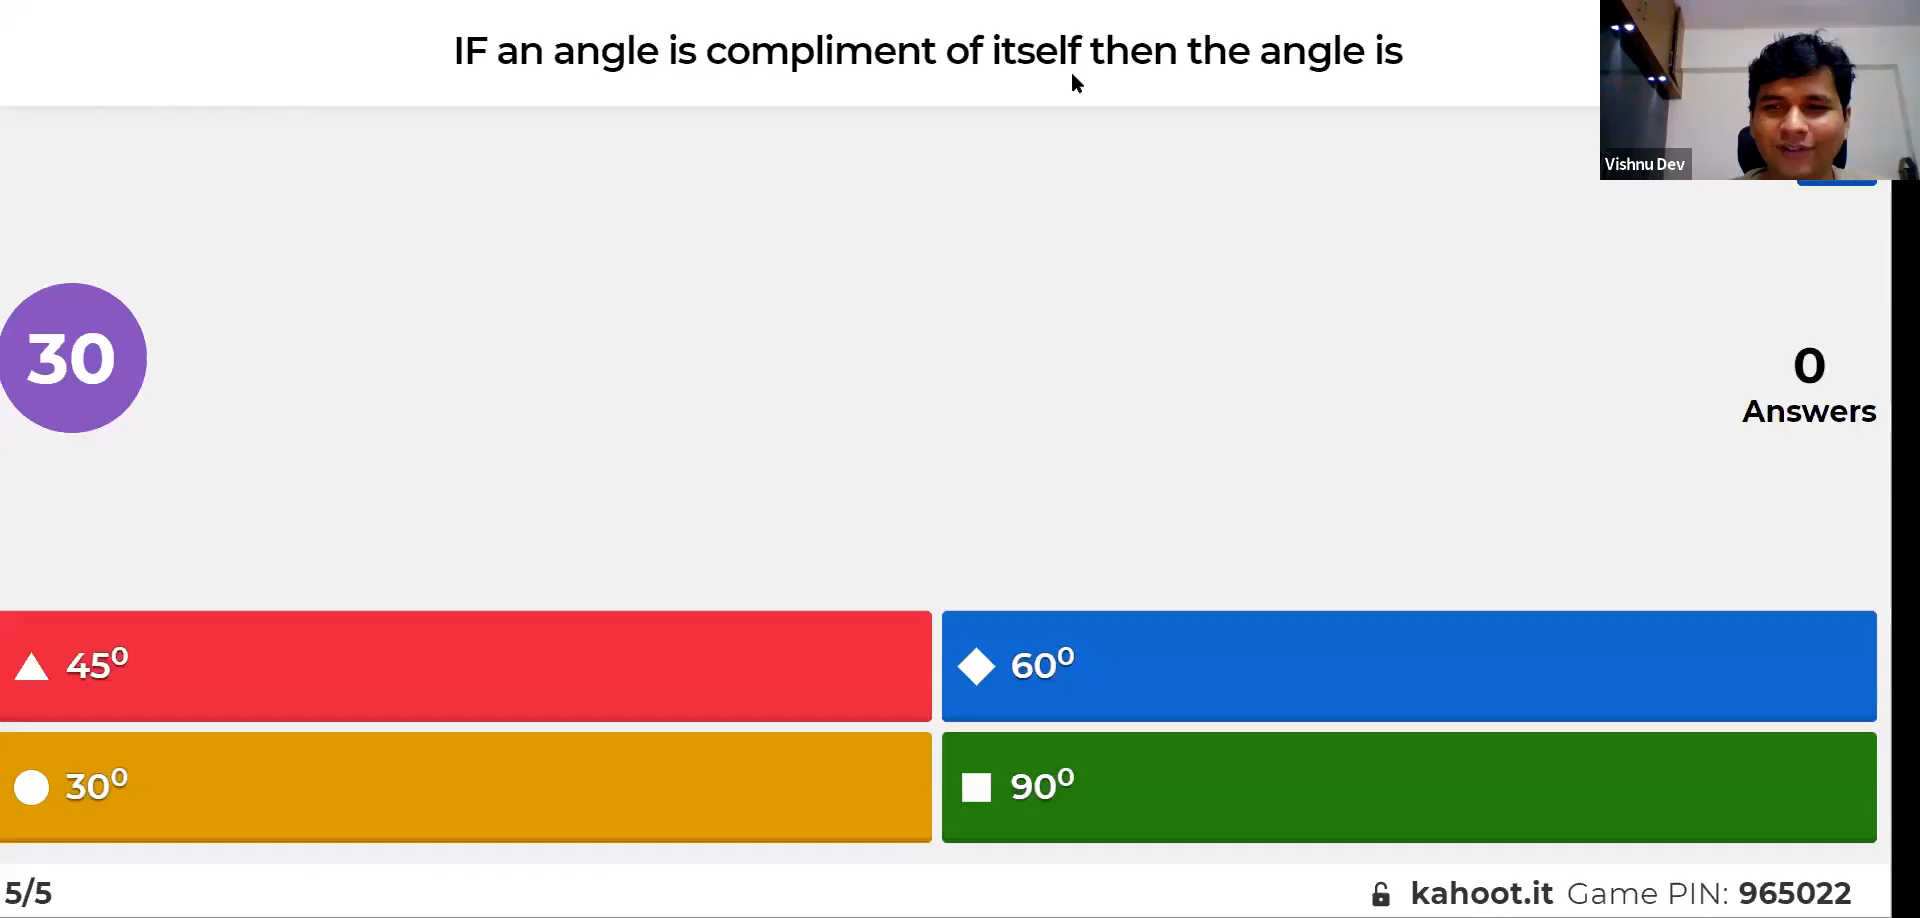 IF an angle is compliment of itself then the angle is
Vishnu Dev
30
0
Answers
45⁰
60⁰
30⁰
90⁰
5/5
kahoot.it Game PIN: 965022